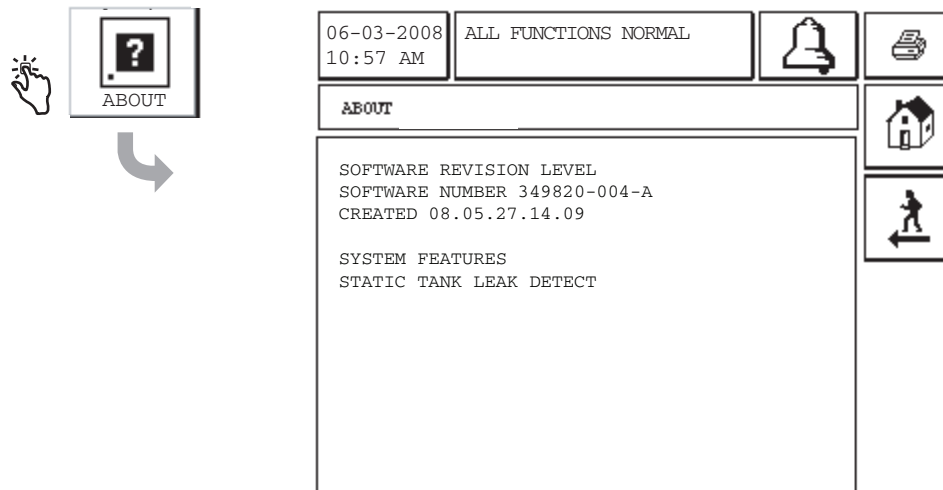 ?
ABOUT
06-03-2008
10:57 AM
ALL FUNCTIONS NORMAL
ABOUT
SOFTWARE REVISION LEVEL
SOFTWARE NUMBER 349820-004-A
CREATED 08.05.27.14.09
SYSTEM FEATURES
STATIC TANK LEAK DETECT